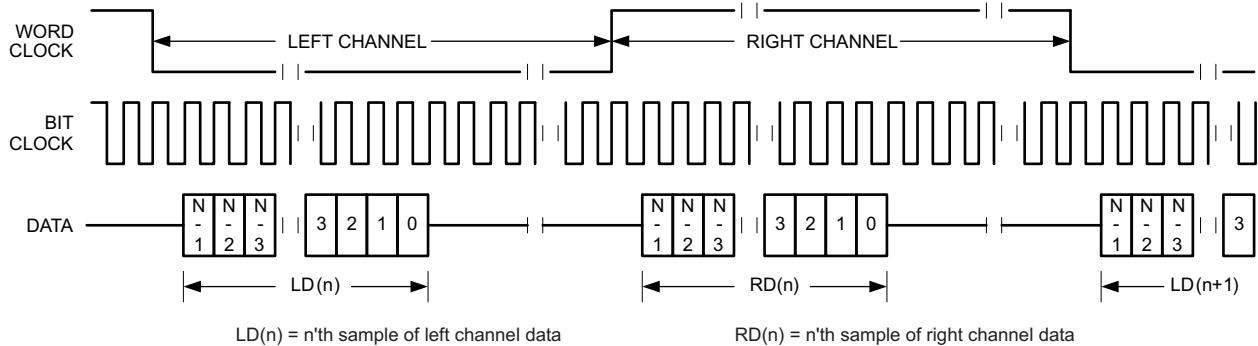 WORD
CLOCK
LEFT CHANNEL
RIGHT CHANNEL
BIT
CLOCK
DATA
N-1 N-2 N-3 3 2 1 0
N-1 N-2 N-3 3 2 1 0
N-1 N-2 N-3 3
LD(n)
RD(n)
LD(n+1)
LD(n) = n'th sample of left channel data
RD(n) = n'th sample of right channel data